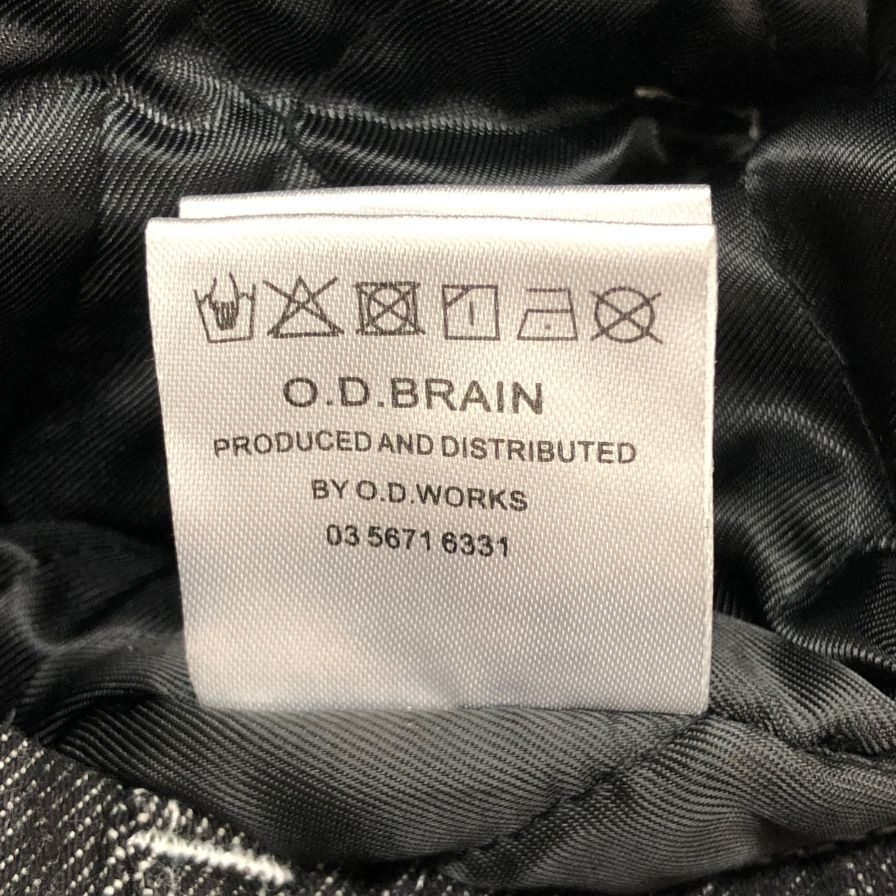 O.D.BRAIN
PRODUCED AND DISTRIBUTED
BY O.D.WORKS
03 5671 6331